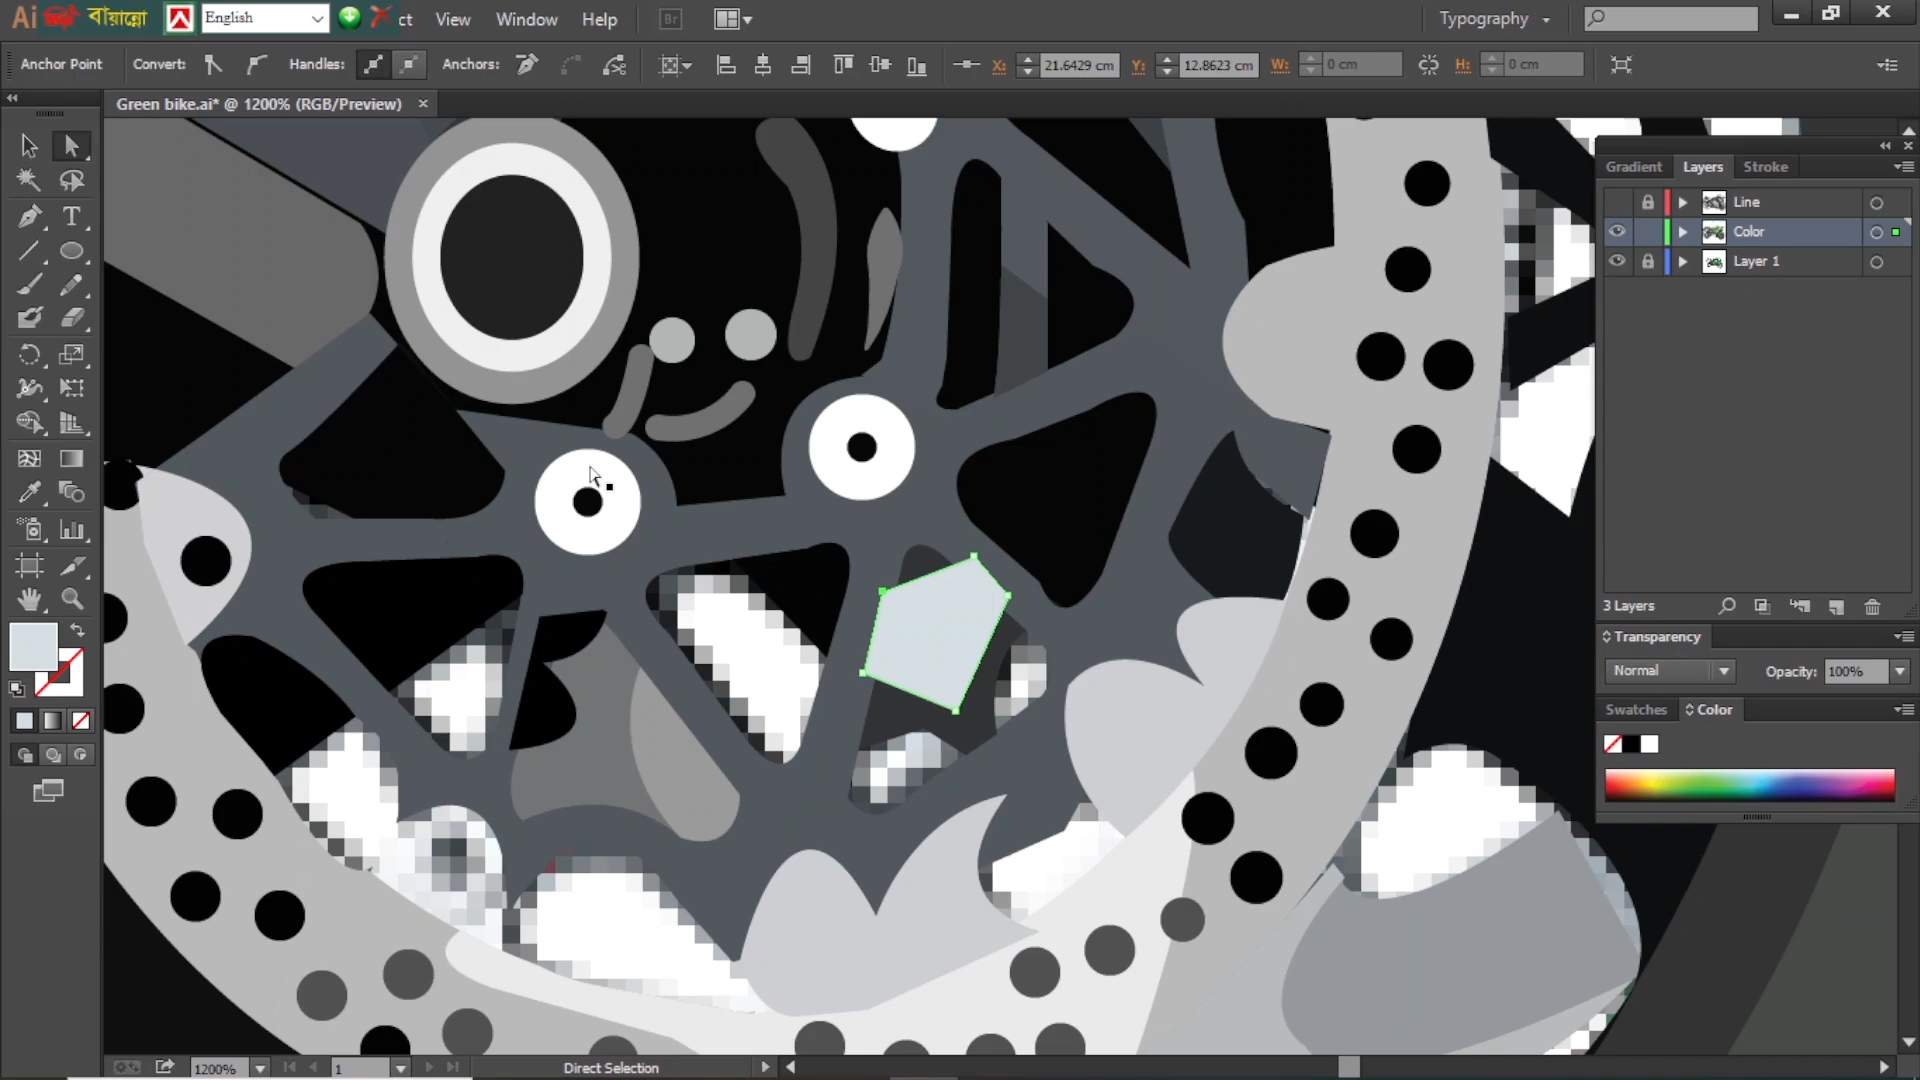 Ai বায়ান্নো English ct View Window Help Br Typography
Anchor Point Convert: Handles: Anchors: X: 21.6429 cm Y: 12.8623 cm W: 0 cm H: 0 cm
Green bike.ai* @ 1200% (RGB/Preview) ×
Gradient Layers Stroke
Line
Color
Layer 1
3 Layers
Transparency
Normal Opacity: 100%
Swatches Color
1200% 1 Direct Selection